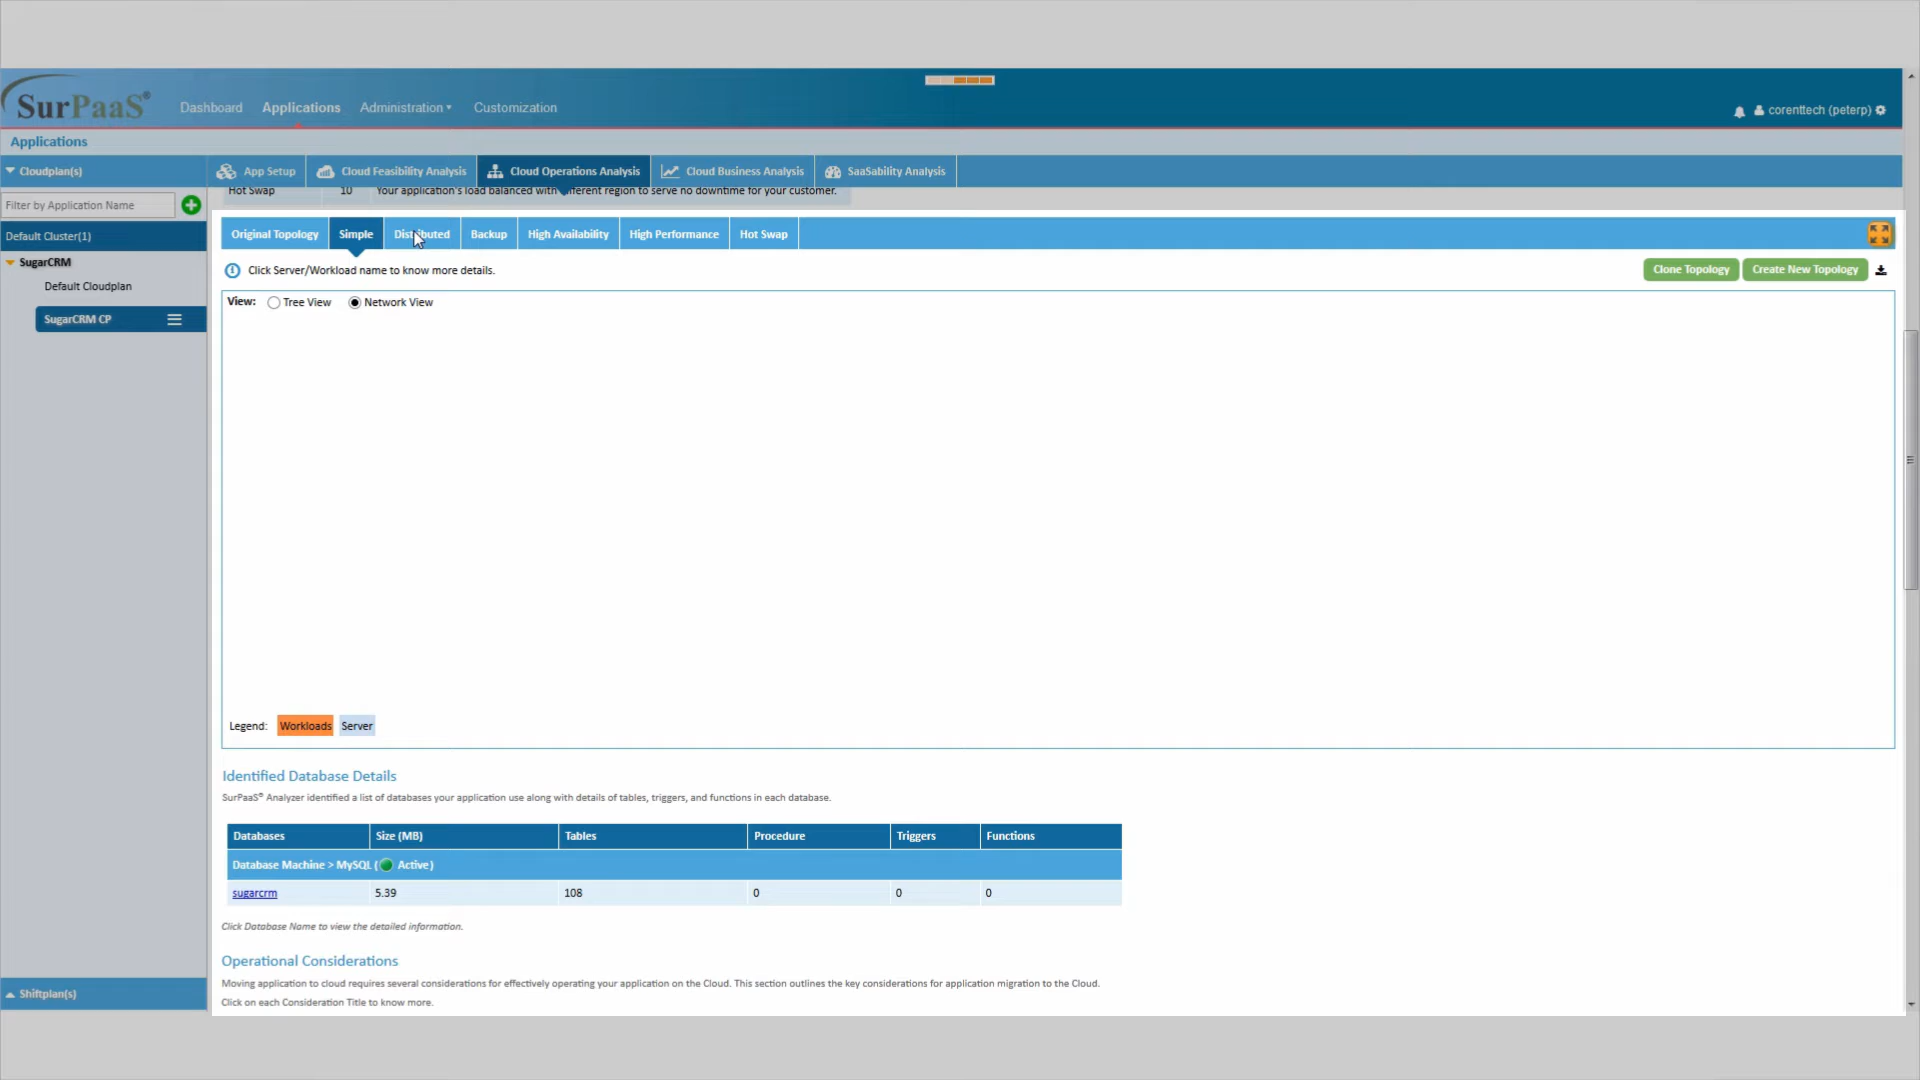 SurPaaS®
Dashboard Applications Administration Customization
corenttech (peterp)
Applications
Cloudplan(s)
App Setup Cloud Feasibility Analysis Cloud Operations Analysis Cloud Business Analysis SaaSability Analysis
Hot Swap 10 Your application's load balanced with different region to serve no downtime for your customer.
Filter by Application Name
Default Cluster(1)
SugarCRM
Default Cloudplan
SugarCRM CP
Original Topology Simple Distributed Backup High Availability High Performance Hot Swap
Click Server/Workload name to know more details.
Clone Topology Create New Topology
View: Tree View Network View
Legend: Workloads Server
Identified Database Details
SurPaaS® Analyzer identified a list of databases your application use along with details of tables, triggers, and functions in each database.
Databases Size (MB) Tables Procedure Triggers Functions
Database Machine > MySQL ( Active)
sugarcrm 5.39 108 0 0 0
Click Database Name to view the detailed information.
Operational Considerations
Moving application to cloud requires several considerations for effectively operating your application on the Cloud. This section outlines the key considerations for application migration to the Cloud.
Click on each Consideration Title to know more.
Shiftplan(s)